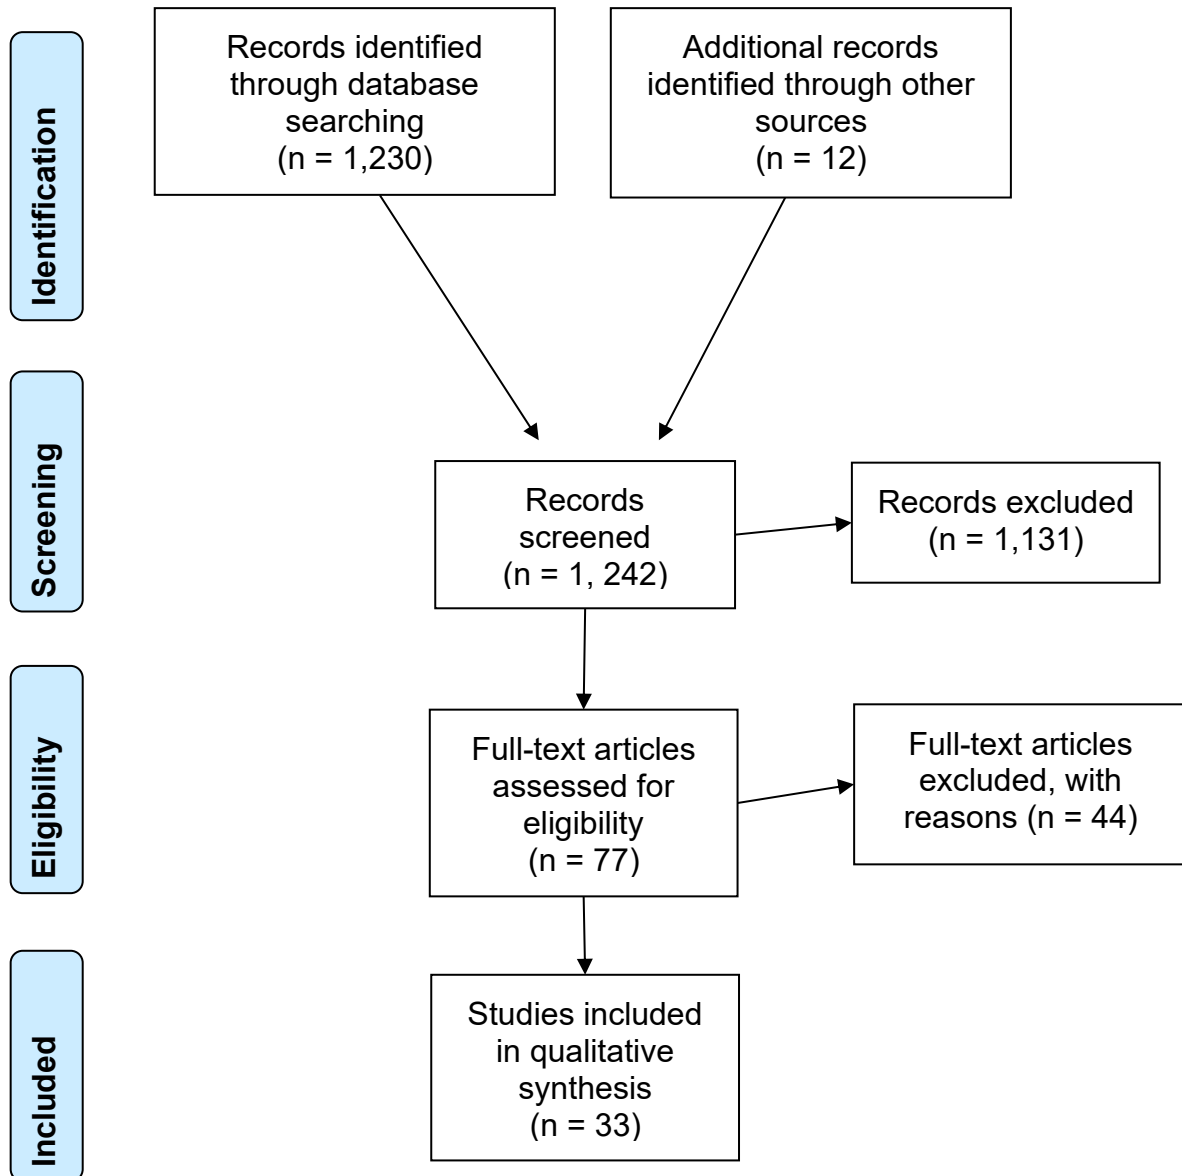 Identification
Records identified
through database
searching
(n = 1,230)
Additional records
identified through other
sources
(n = 12)
Screening
Records
screened
(n = 1, 242)
Records excluded
(n = 1,131)
Eligibility
Full-text articles
assessed for
eligibility
(n = 77)
Full-text articles
excluded, with
reasons (n = 44)
Included
Studies included
in qualitative
synthesis
(n = 33)